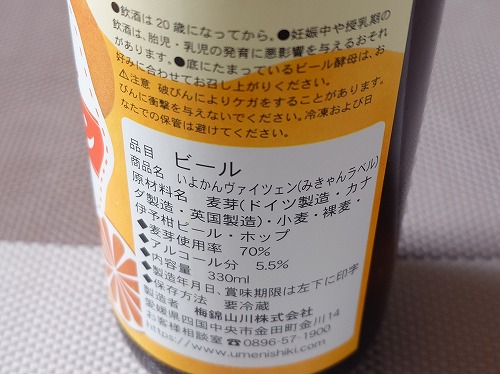 ●飲酒は20歳になってから。●妊娠中や授乳期の
飲酒は、胎児・乳児の発育に悪影響を与えるおそれ
があります。●底にたまっているビール酵母は、お
好みに合わせてお召し上がりください。
⚠注意 破びんによりケガをすることがあります。
びんに衝撃を与えないでください。冷凍および日
なたでの保管は避けてください。
品目 ビール
商品名 いよかんヴァイツェン(みきゃんラベル)
原材料名 麦芽(ドイツ製造・カナ
ダ製造・英国製造)・小麦・裸麦・
伊予柑ピール・ホップ
◆麦芽使用率 70%
◆アルコール分 5.5%
◆内容量 330ml
◆製造年月日、賞味期限は左下に印字
◆保存方法 要冷蔵
製造者 梅錦山川株式会社
愛媛県四国中央市金田町金川14
お客様相談室 ☎0896-57-1900
https://www.umenishiki.com